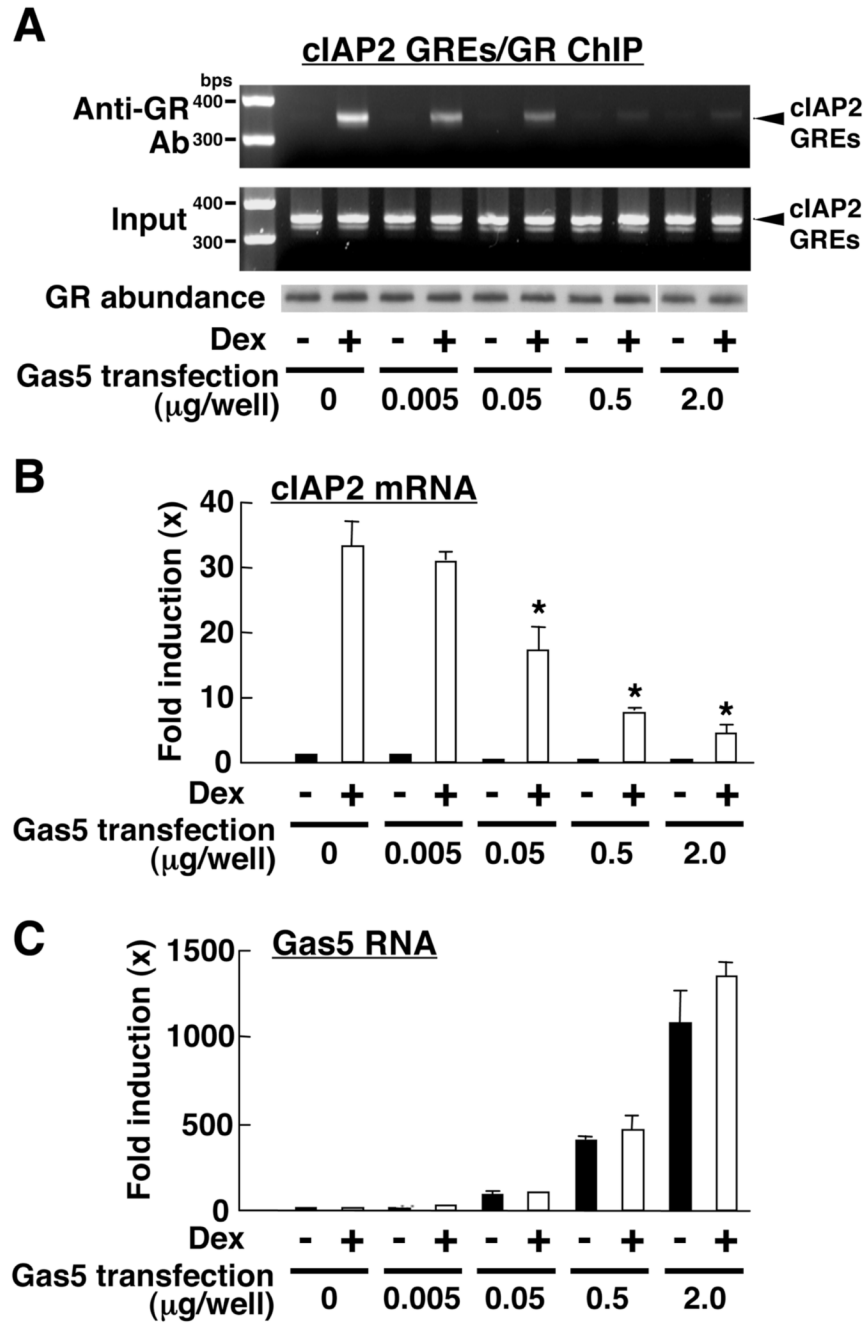 A
cIAP2 GREs/GR ChIP
bps
Anti-GR
Ab
400
300
cIAP2
GREs
Input
400
300
cIAP2
GREs
GR abundance
Dex - + - + - + - + - +
Gas5 transfection
(μg/well) 0 0.005 0.05 0.5 2.0
B
cIAP2 mRNA
Fold induction (x)
40
30
20
10
0
*
*
*
Dex - + - + - + - + - +
Gas5 transfection
(μg/well) 0 0.005 0.05 0.5 2.0
C
Gas5 RNA
Fold induction (x)
1500
1000
500
0
Dex - + - + - + - + - +
Gas5 transfection
(μg/well) 0 0.005 0.05 0.5 2.0